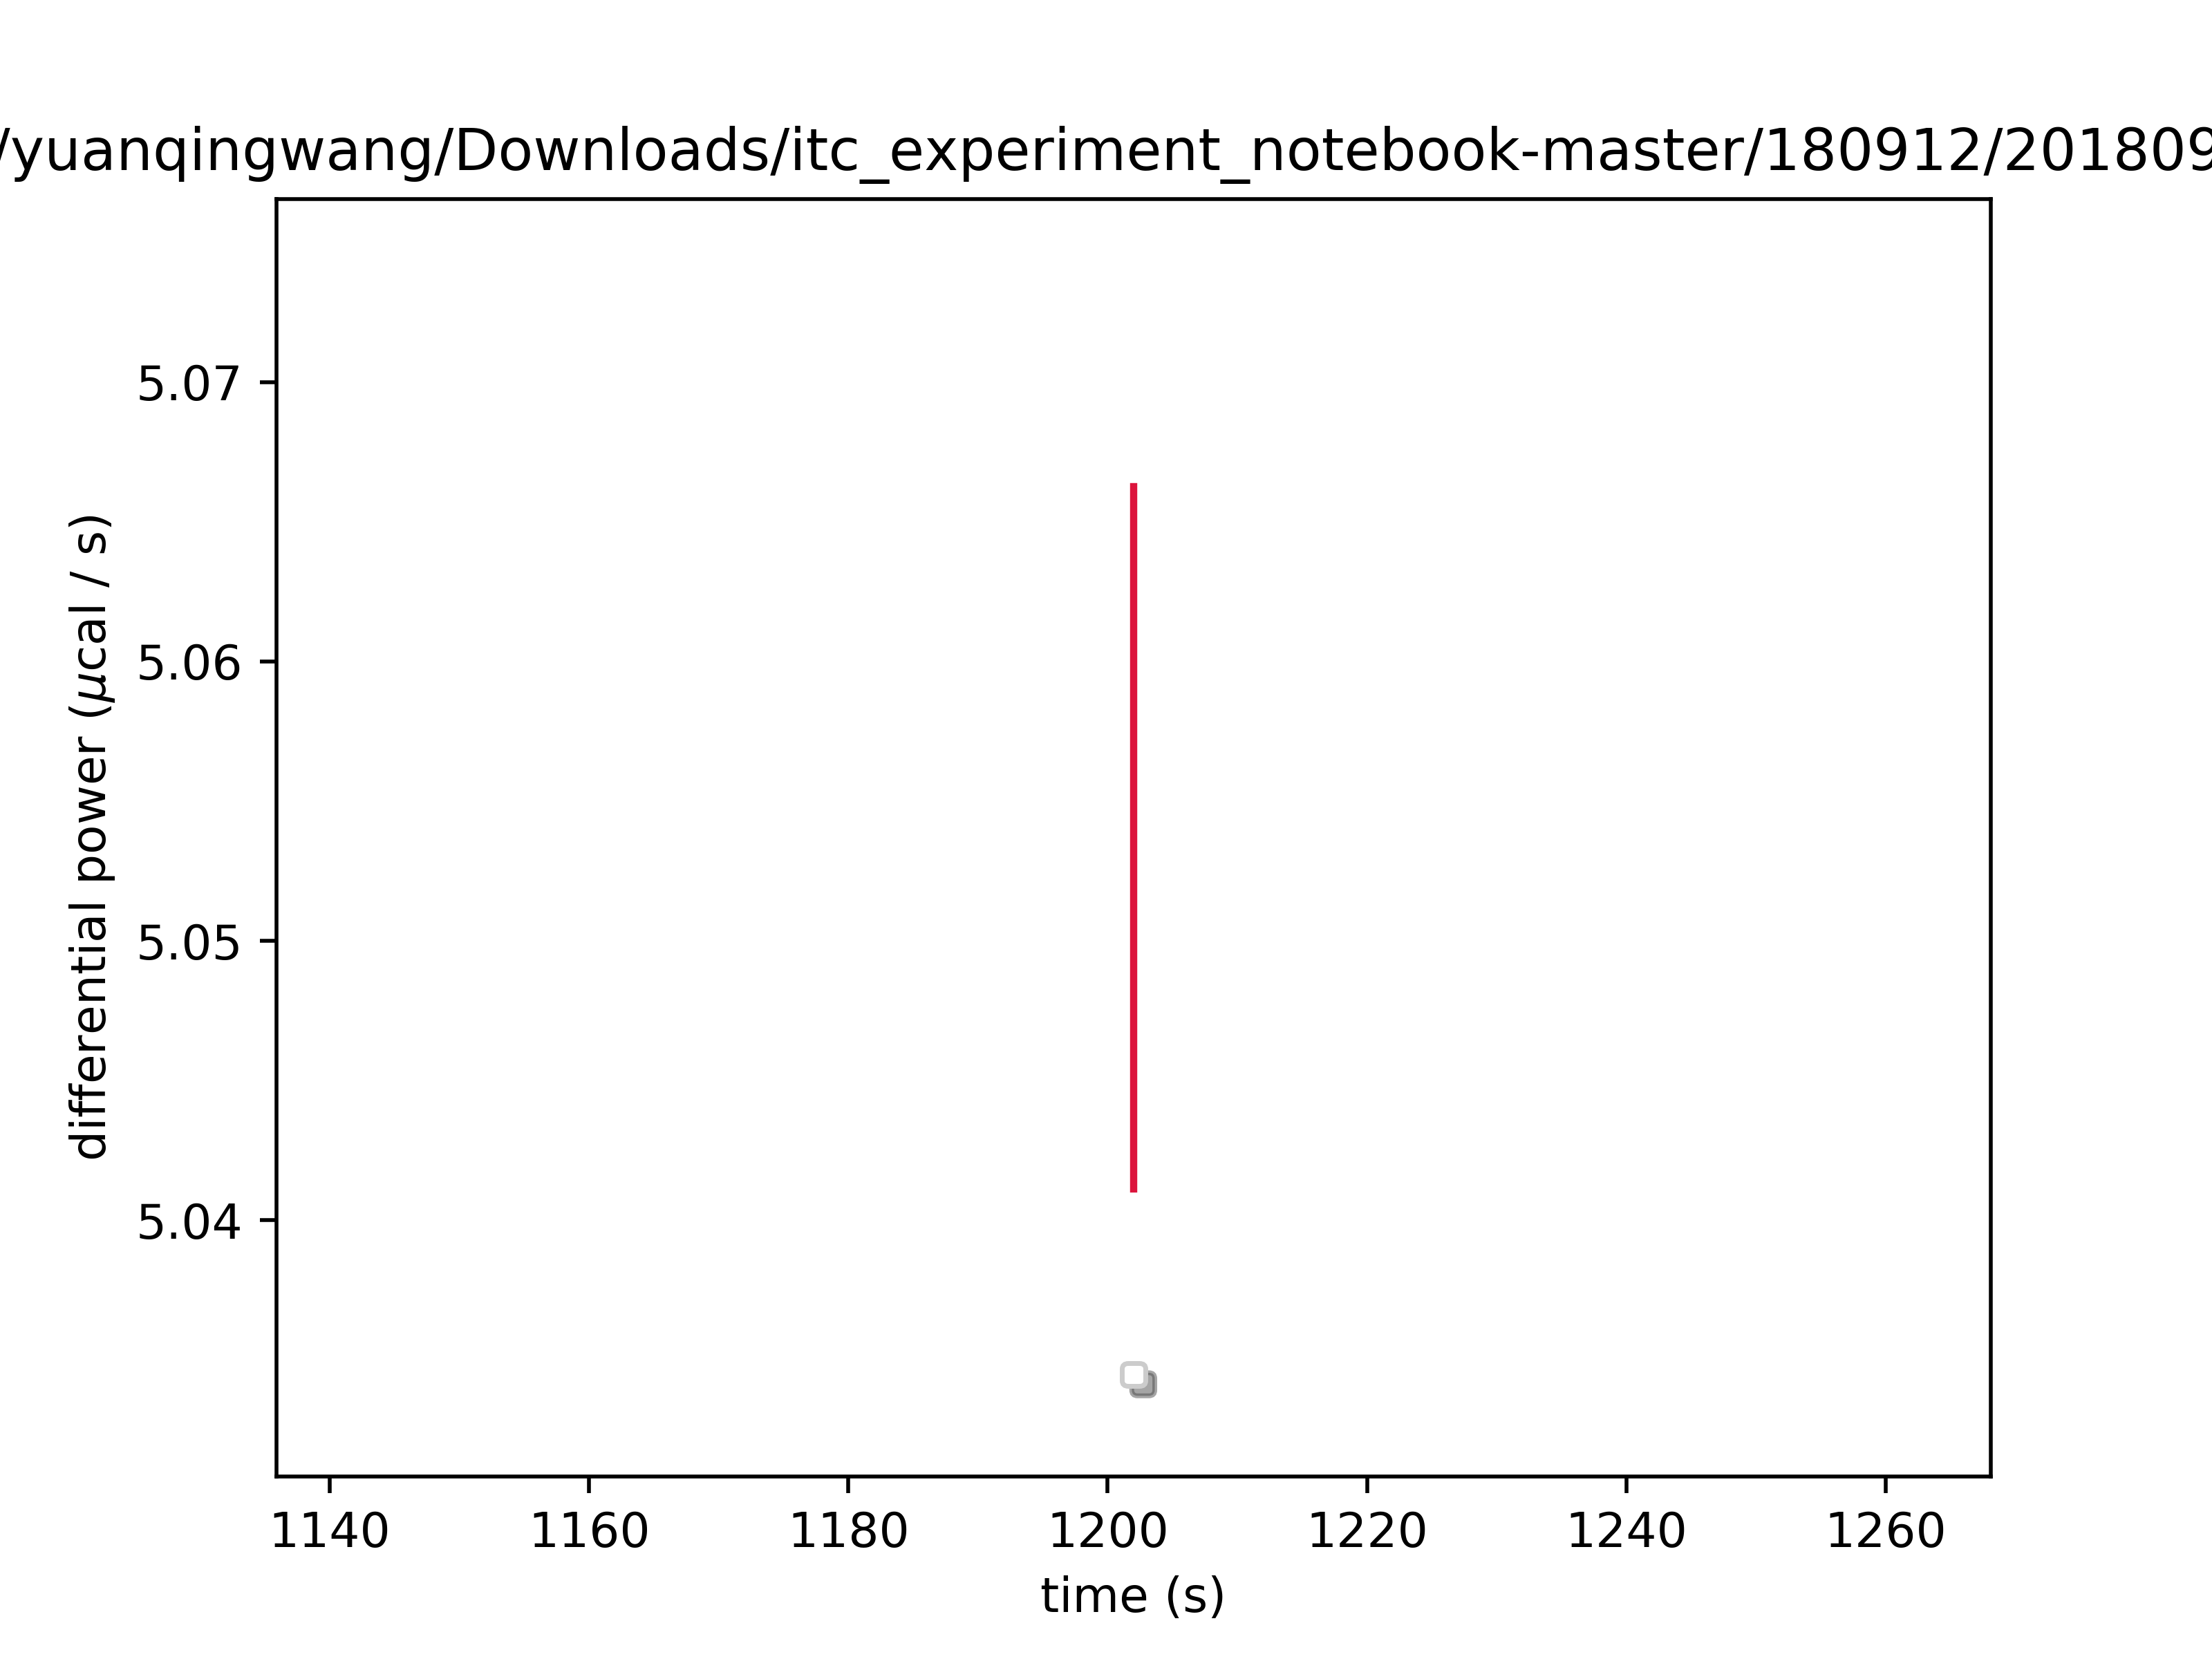 /yuanqingwang/Downloads/itc_experiment_notebook-master/180912/201809
5.07
5.06
5.05
5.04
differential power (μcal / s)
1140 1160 1180 1200 1220 1240 1260
time (s)